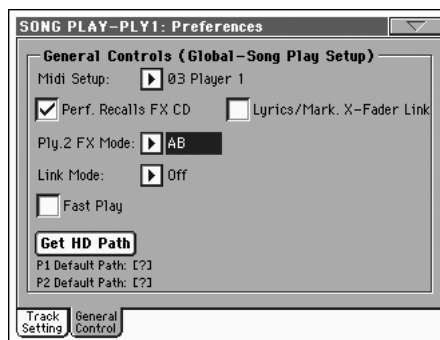 SONG PLAY-PLY1: Preferences
General Controls (Global-Song Play Setup)
Midi Setup: 03 Player 1
Perf. Recalls FX CD Lyrics/Mark. X-Fader Link
Ply.2 FX Mode: AB
Link Mode: Off
Fast Play
Get HD Path
P1 Default Path: [?]
P2 Default Path: [?]
Track Setting General Control